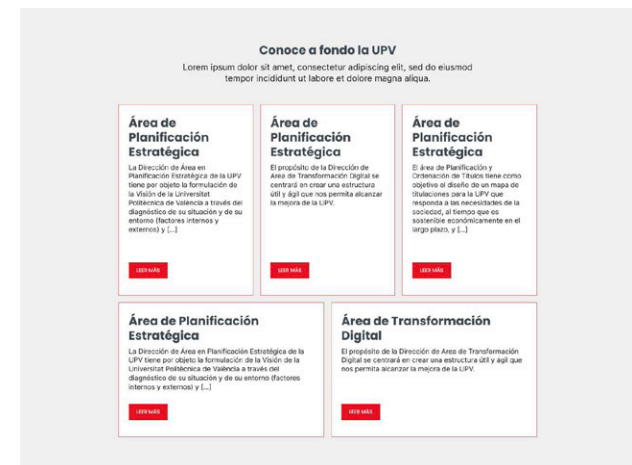 Conoce a fondo la UPV
Lorem ipsum dolor sit amet, consectetur adipiscing elit, sed do eiusmod
tempor incididunt ut labore et dolore magna aliqua.
Área de
Planificación
Estratégica
La Dirección de Área en
Planificación Estratégica de la UPV
tiene por objeto la formulación de
la Visión de la Universitat
Politècnica de València a través del
diagnóstico de su situación y de su
entorno (factores internos y
externos) y [...]
LEER MÁS
Área de
Planificación
Estratégica
El propósito de la Dirección de
Area de Transformación Digital se
centrará en crear una estructura
útil y ágil que nos permita alcanzar
la mejora de la UPV.
LEER MÁS
Área de
Planificación
Estratégica
El área de Planificación y
Ordenación de Títulos tiene como
objetivo el diseño de un mapa de
titulaciones para la UPV que
responda a las necesidades de la
sociedad, al tiempo que es
sostenible económicamente en el
largo plazo, y [...]
LEER MÁS
Área de Planificación
Estratégica
La Dirección de Área en Planificación Estratégica de la
UPV tiene por objeto la formulación de la Visión de la
Universitat Politècnica de València a través del
diagnóstico de su situación y de su entorno (factores
internos y externos) y [...]
LEER MÁS
Área de Transformación
Digital
El propósito de la Dirección de Area de Transformación
Digital se centrará en crear una estructura útil y ágil que
nos permita alcanzar la mejora de la UPV.
LEER MÁS